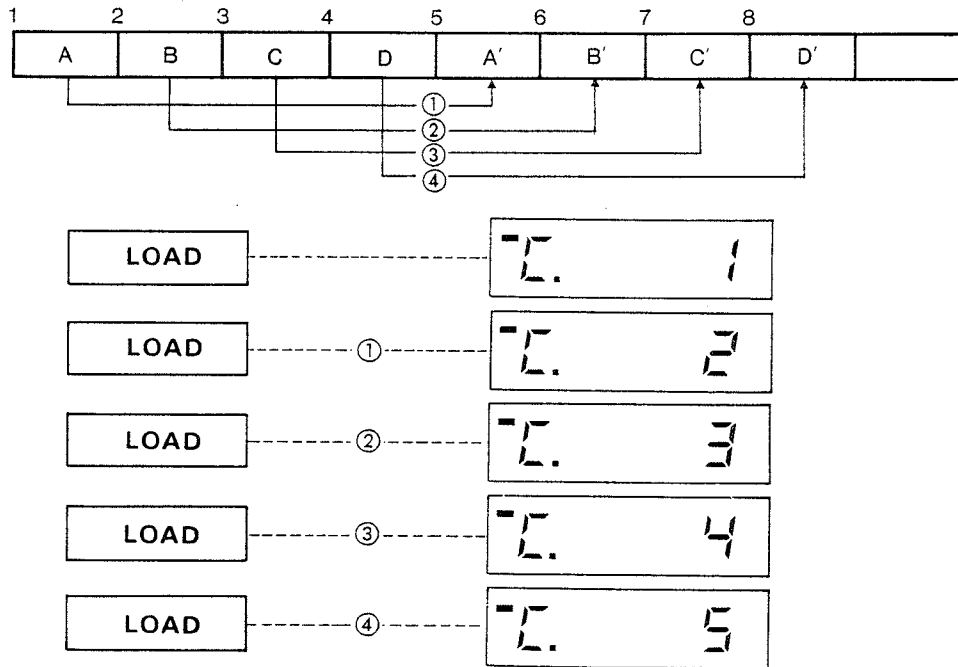 1 2 3 4 5 6 7 8
A B C D A′ B′ C′ D′
①
②
③
④
LOAD ‾C. 1
LOAD ① ‾C. 2
LOAD ② ‾C. 3
LOAD ③ ‾C. 4
LOAD ④ ‾C. 5